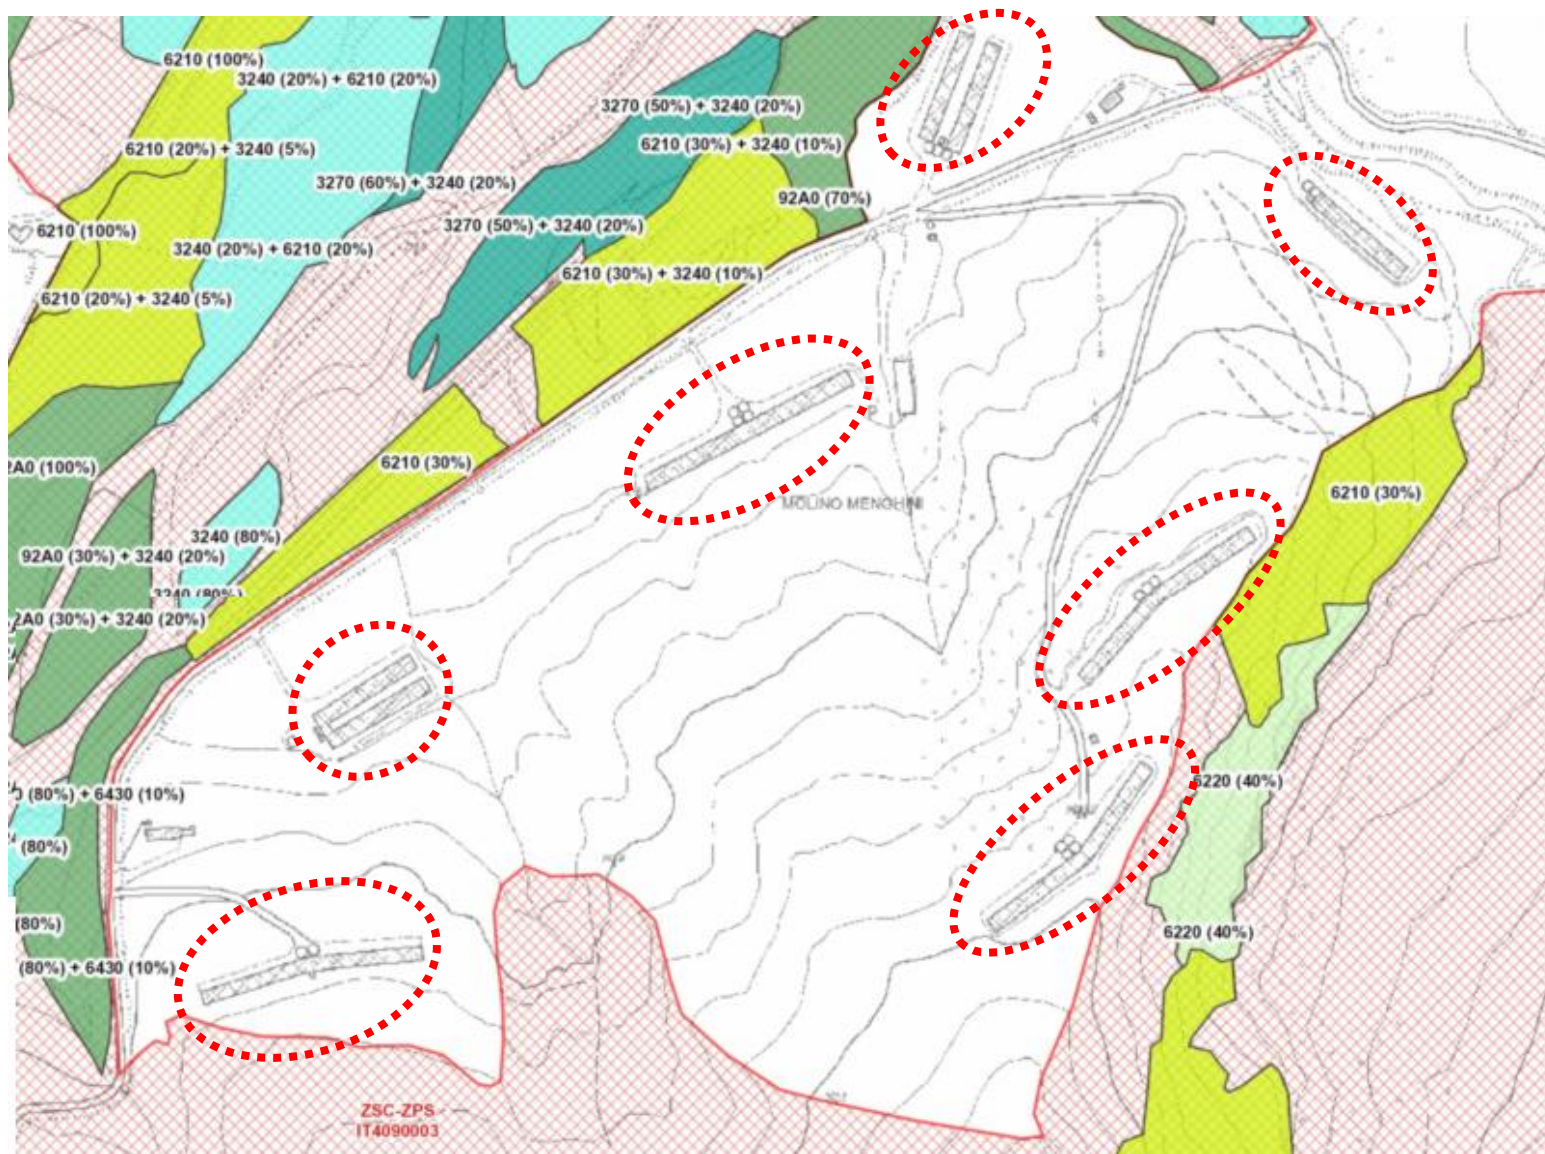 6210 (100%)
3240 (20%) + 6210 (20%)
3270 (50%) + 3240 (20%)
6210 (20%) + 3240 (5%)
6210 (30%) + 3240 (10%)
3270 (60%) + 3240 (20%)
92A0 (70%)
3270 (50%) + 3240 (20%)
6210 (100%)
3240 (20%) + 6210 (20%)
6210 (30%) + 3240 (10%)
6210 (20%) + 3240 (5%)
2A0 (100%)
6210 (30%)
6210 (30%)
MOLINO MENGHINI
3240 (80%)
92A0 (30%) + 3240 (20%)
3240 (80%)
2A0 (30%) + 3240 (20%)
6220 (40%)
(80%) + 6430 (10%)
(80%)
(80%)
6220 (40%)
(80%) + 6430 (10%)
ZSC-ZPS
IT4090003